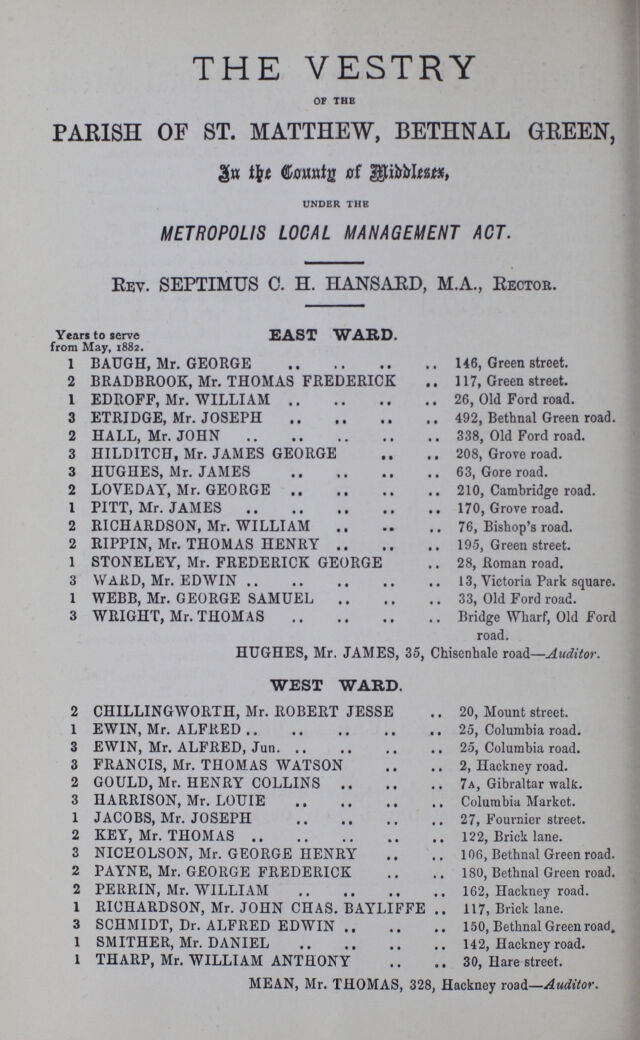 THE VESTRY
OF THE
PARISH OF ST. MATTHEW, BETHNAL GREEN,
In the County of Middlesex,
UNDER THE
METROPOLIS LOCAL MANAGEMENT ACT.
REV. SEPTIMUS C. H. HANSARD, M.A., RECTOR.
Years to serve from May, 1882.
EAST WARD.
1 BAUGH, Mr. GEORGE .. .. .. .. 146, Green street.
2 BRADBROOK, Mr. THOMAS FREDERICK .. 117, Green street.
1 EDROFF, Mr. WILLIAM .. .. .. .. 26, Old Ford road.
3 ETRIDGE, Mr. JOSEPH .. .. .. .. 492, Bethnal Green road.
2 HALL, Mr. JOHN .. .. .. .. .. 338, Old Ford road.
3 HILDITCH, Mr. JAMES GEORGE .. .. 208, Grove road.
3 HUGHES, Mr. JAMES .. .. .. .. 63, Gore road.
2 LOVEDAY, Mr. GEORGE .. .. .. .. 210, Cambridge road.
1 PITT, Mr. JAMES .. .. .. .. .. 170, Grove road.
2 RICHARDSON, Mr. WILLIAM .. .. .. 76, Bishop's road.
2 RIPPIN, Mr. THOMAS HENRY .. .. .. 195, Green street.
1 STONELEY, Mr. FREDERICK GEORGE .. 28, Roman road.
3 WARD, Mr. EDWIN .. .. .. .. .. 13, Victoria Park square.
1 WEBB, Mr. GEORGE SAMUEL .. .. .. 33, Old Ford road.
3 WRIGHT, Mr. THOMAS .. .. .. .. Bridge Wharf, Old Ford
road.
HUGHES, Mr. JAMES, 35, Chisenhale road—Auditor.
WEST WARD.
2 CHILLINGWORTH, Mr. ROBERT JESSE .. 20, Mount street.
1 EWIN, Mr. ALFRED .. .. .. .. .. 25, Columbia road.
3 EWIN, Mr. ALFRED, Jun. .. .. .. .. 25, Columbia road.
3 FRANCIS, Mr. THOMAS WATSON .. .. 2, Hackney road.
2 GOULD, Mr. HENRY COLLINS .. .. .. 7A, Gibraltar walk.
3 HARRISON, Mr. LOUIE .. .. .. .. Columbia Market.
1 JACOBS, Mr. JOSEPH .. .. .. .. 27, Fournier street.
2 KEY, Mr. THOMAS .. .. .. .. .. 122, Brick lane.
3 NICHOLSON, Mr. GEORGE HENRY .. .. 106, Bethnal Green road.
2 PAYNE, Mr. GEORGE FREDERICK .. .. 180, Bethnal Green road.
2 PERRIN, Mr. WILLIAM .. .. .. .. 162, Hackney road.
1 RICHARDSON, Mr. JOHN CHAS. BAYLIFFE .. 117, Brick lane.
3 SCHMIDT, Dr. ALFRED EDWIN .. .. .. 150, Bethnal Green road.
1 SMITHER, Mr. DANIEL .. .. .. .. 142, Hackney road.
1 THARP, Mr. WILLIAM ANTHONY .. .. 30, Hare street.
MEAN, Mr. THOMAS, 328, Hackney road—Auditor.